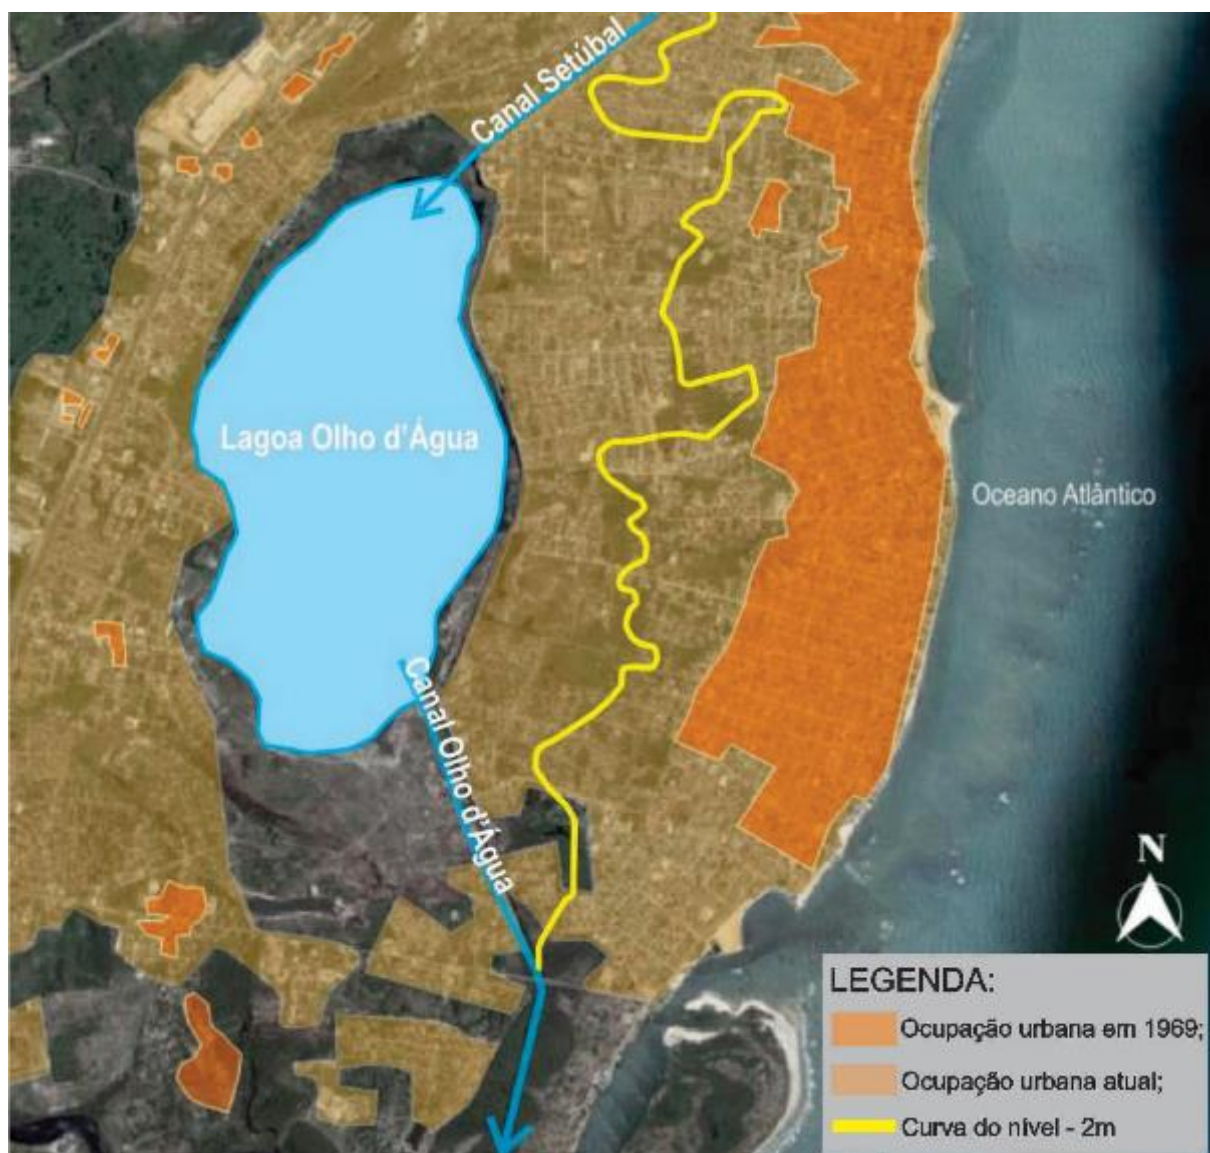 Canal Setúbal
Lagoa Olho d'Água
Oceano Atlântico
Canal Olho d'Água
N
LEGENDA:
Ocupação urbana em 1969;
Ocupação urbana atual;
Curva do nível - 2m